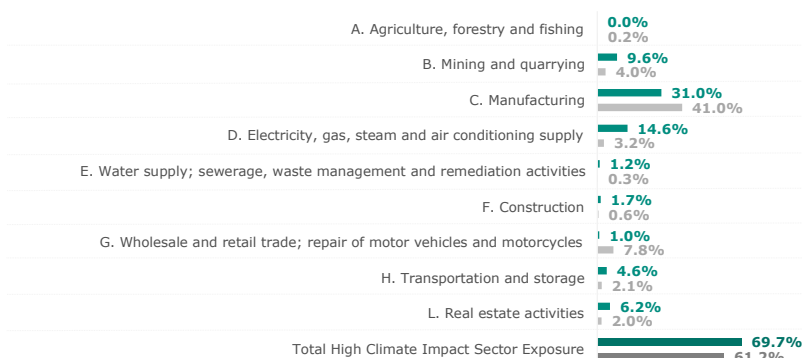 A. Agriculture, forestry and fishing
0.0%
0.2%
B. Mining and quarrying
9.6%
4.0%
C. Manufacturing
31.0%
41.0%
D. Electricity, gas, steam and air conditioning supply
14.6%
3.2%
E. Water supply; sewerage, waste management and remediation activities
1.2%
0.3%
F. Construction
1.7%
0.6%
G. Wholesale and retail trade; repair of motor vehicles and motorcycles
1.0%
7.8%
H. Transportation and storage
4.6%
2.1%
L. Real estate activities
6.2%
2.0%
Total High Climate Impact Sector Exposure
69.7%
61.2%